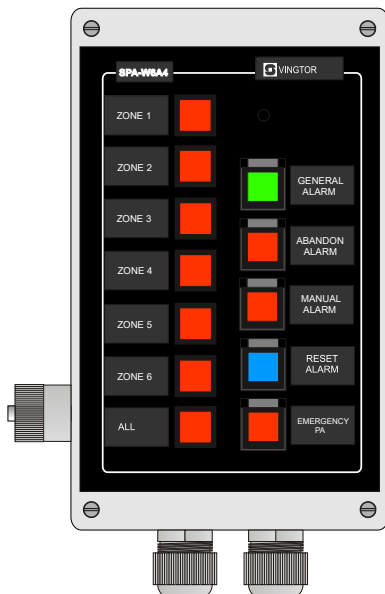 SPA-W6A4
VINGTOR
ZONE 1
ZONE 2
ZONE 3
ZONE 4
ZONE 5
ZONE 6
ALL
GENERAL
ALARM
ABANDON
ALARM
MANUAL
ALARM
RESET
ALARM
EMERGENCY
PA